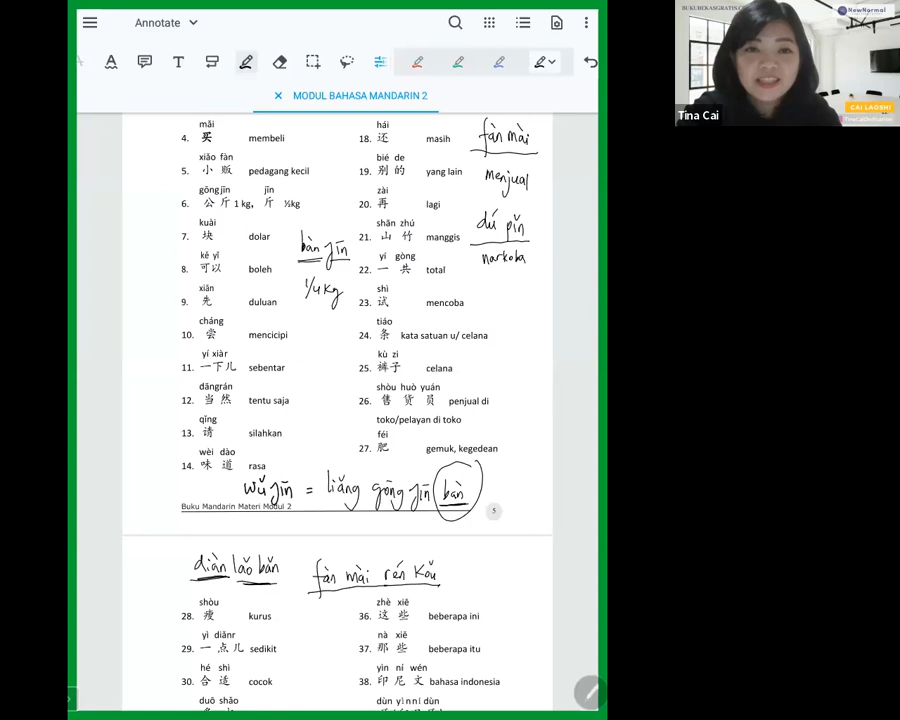 Annotate
MODUL BAHASA MANDARIN 2
mǎi
4. 买 membeli
xiǎo fàn
5. 小 贩 pedagang kecil
gōngjīn jīn
6. 公 斤 1 kg, 斤 ½kg
kuài
7. 块 dolar
kě yǐ
8. 可以 boleh
xiān
9. 先 duluan
cháng
10. 尝 mencicipi
yí xiàr
11. 一下儿 sebentar
dāngrán
12. 当 然 tentu saja
qǐng
13. 请 silahkan
wèi dào
14. 味 道 rasa
bàn jīn
1/4 kg
hái
18. 还 masih
bié de
19. 别 的 yang lain
zài
20. 再 lagi
shān zhú
21. 山 竹 manggis
yí gòng
22. 一 共 total
shì
23. 试 mencoba
tiáo
24. 条 kata satuan u/ celana
kù zi
25. 裤子 celana
shòu huò yuán
26. 售 货 员 penjual di
toko/pelayan di toko
féi
27. 肥 gemuk, kegedean
fàn mài
menjual
dú pǐn
narkoba
wǔ jīn = liǎng gōng jīn bàn
Buku Mandarin Materi Modul 2
5
diàn lǎo bǎn
fàn mài rén kǒu
shòu
28. 瘦 kurus
yì diǎnr
29. 一 点 儿 sedikit
hé shì
30. 合 适 cocok
duō shǎo
zhè xiē
36. 这 些 beberapa ini
nà xiē
37. 那 些 beberapa itu
yìn ní wén
38. 印 尼 文 bahasa indonesia
dùn yìnní dùn
NewNormal
CAI LAOSHI
Tina Cai